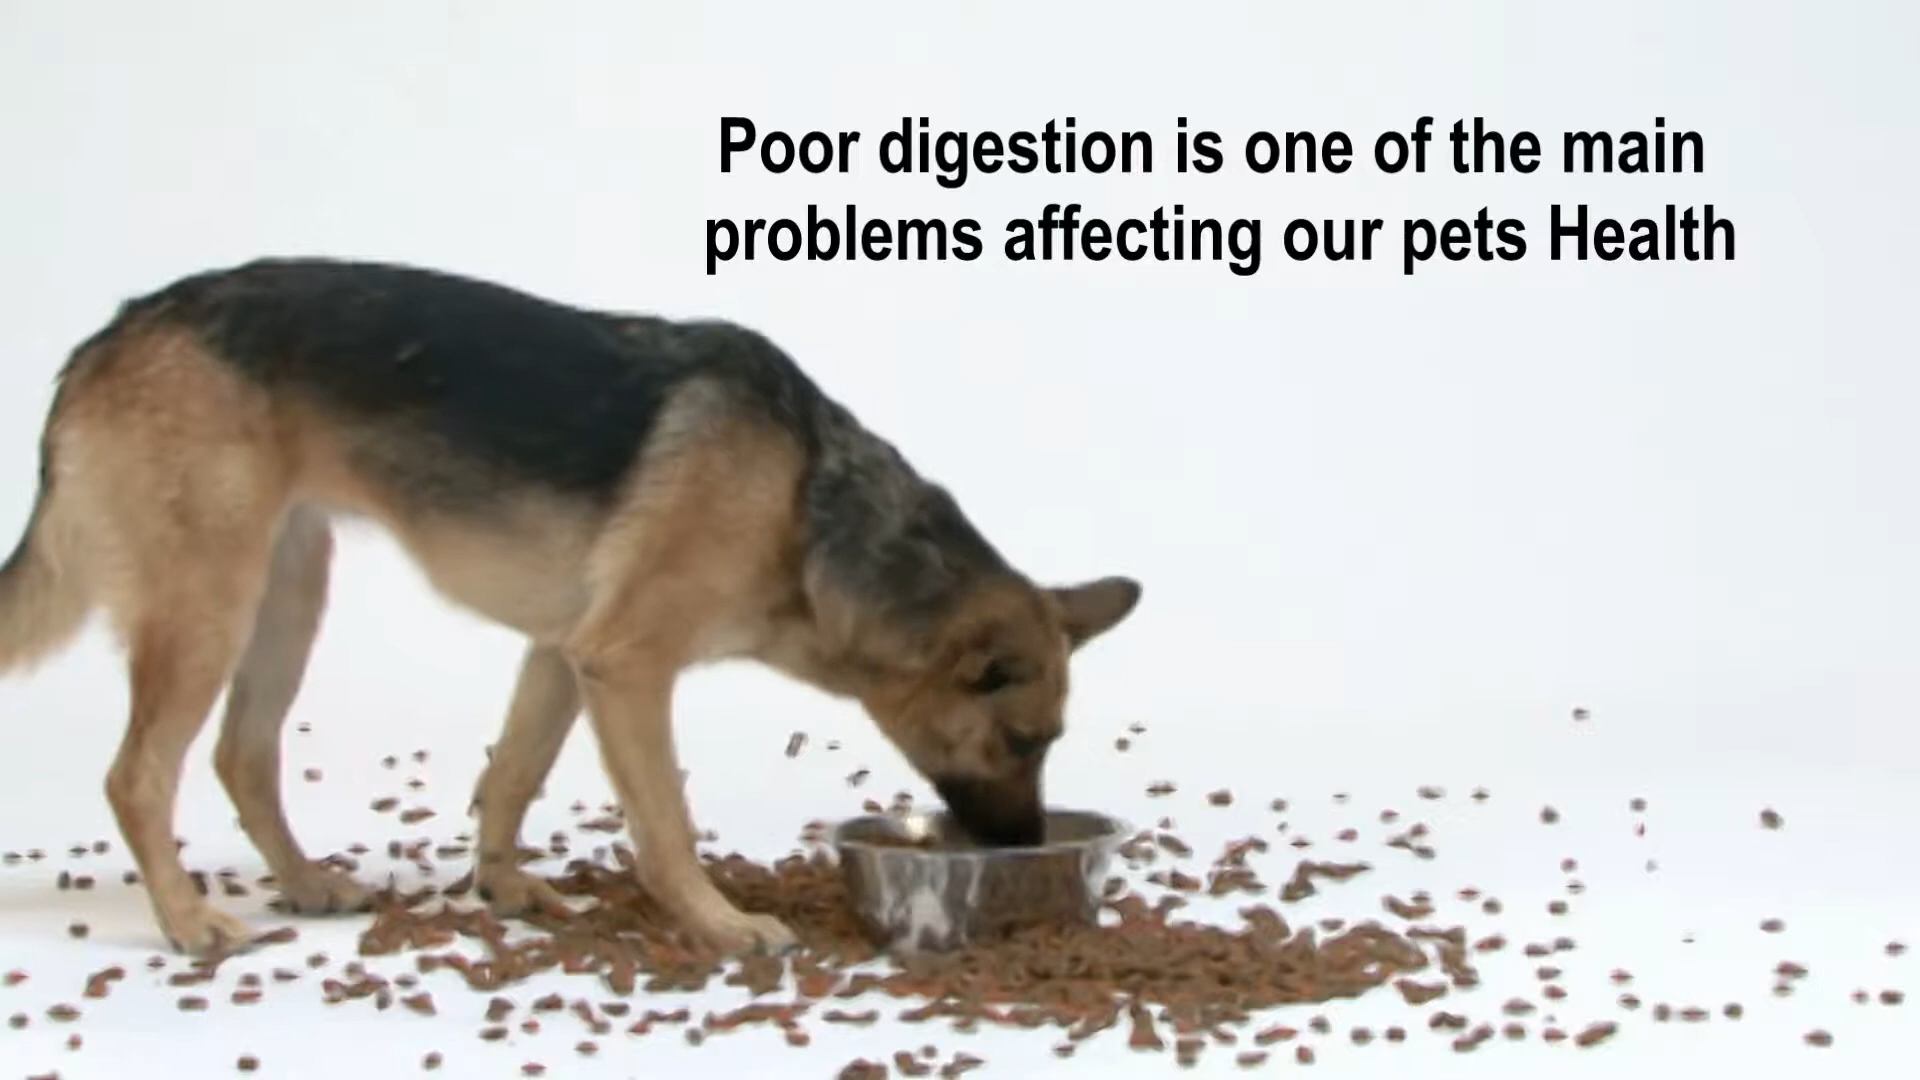 Poor digestion is one of the main
problems affecting our pets Health